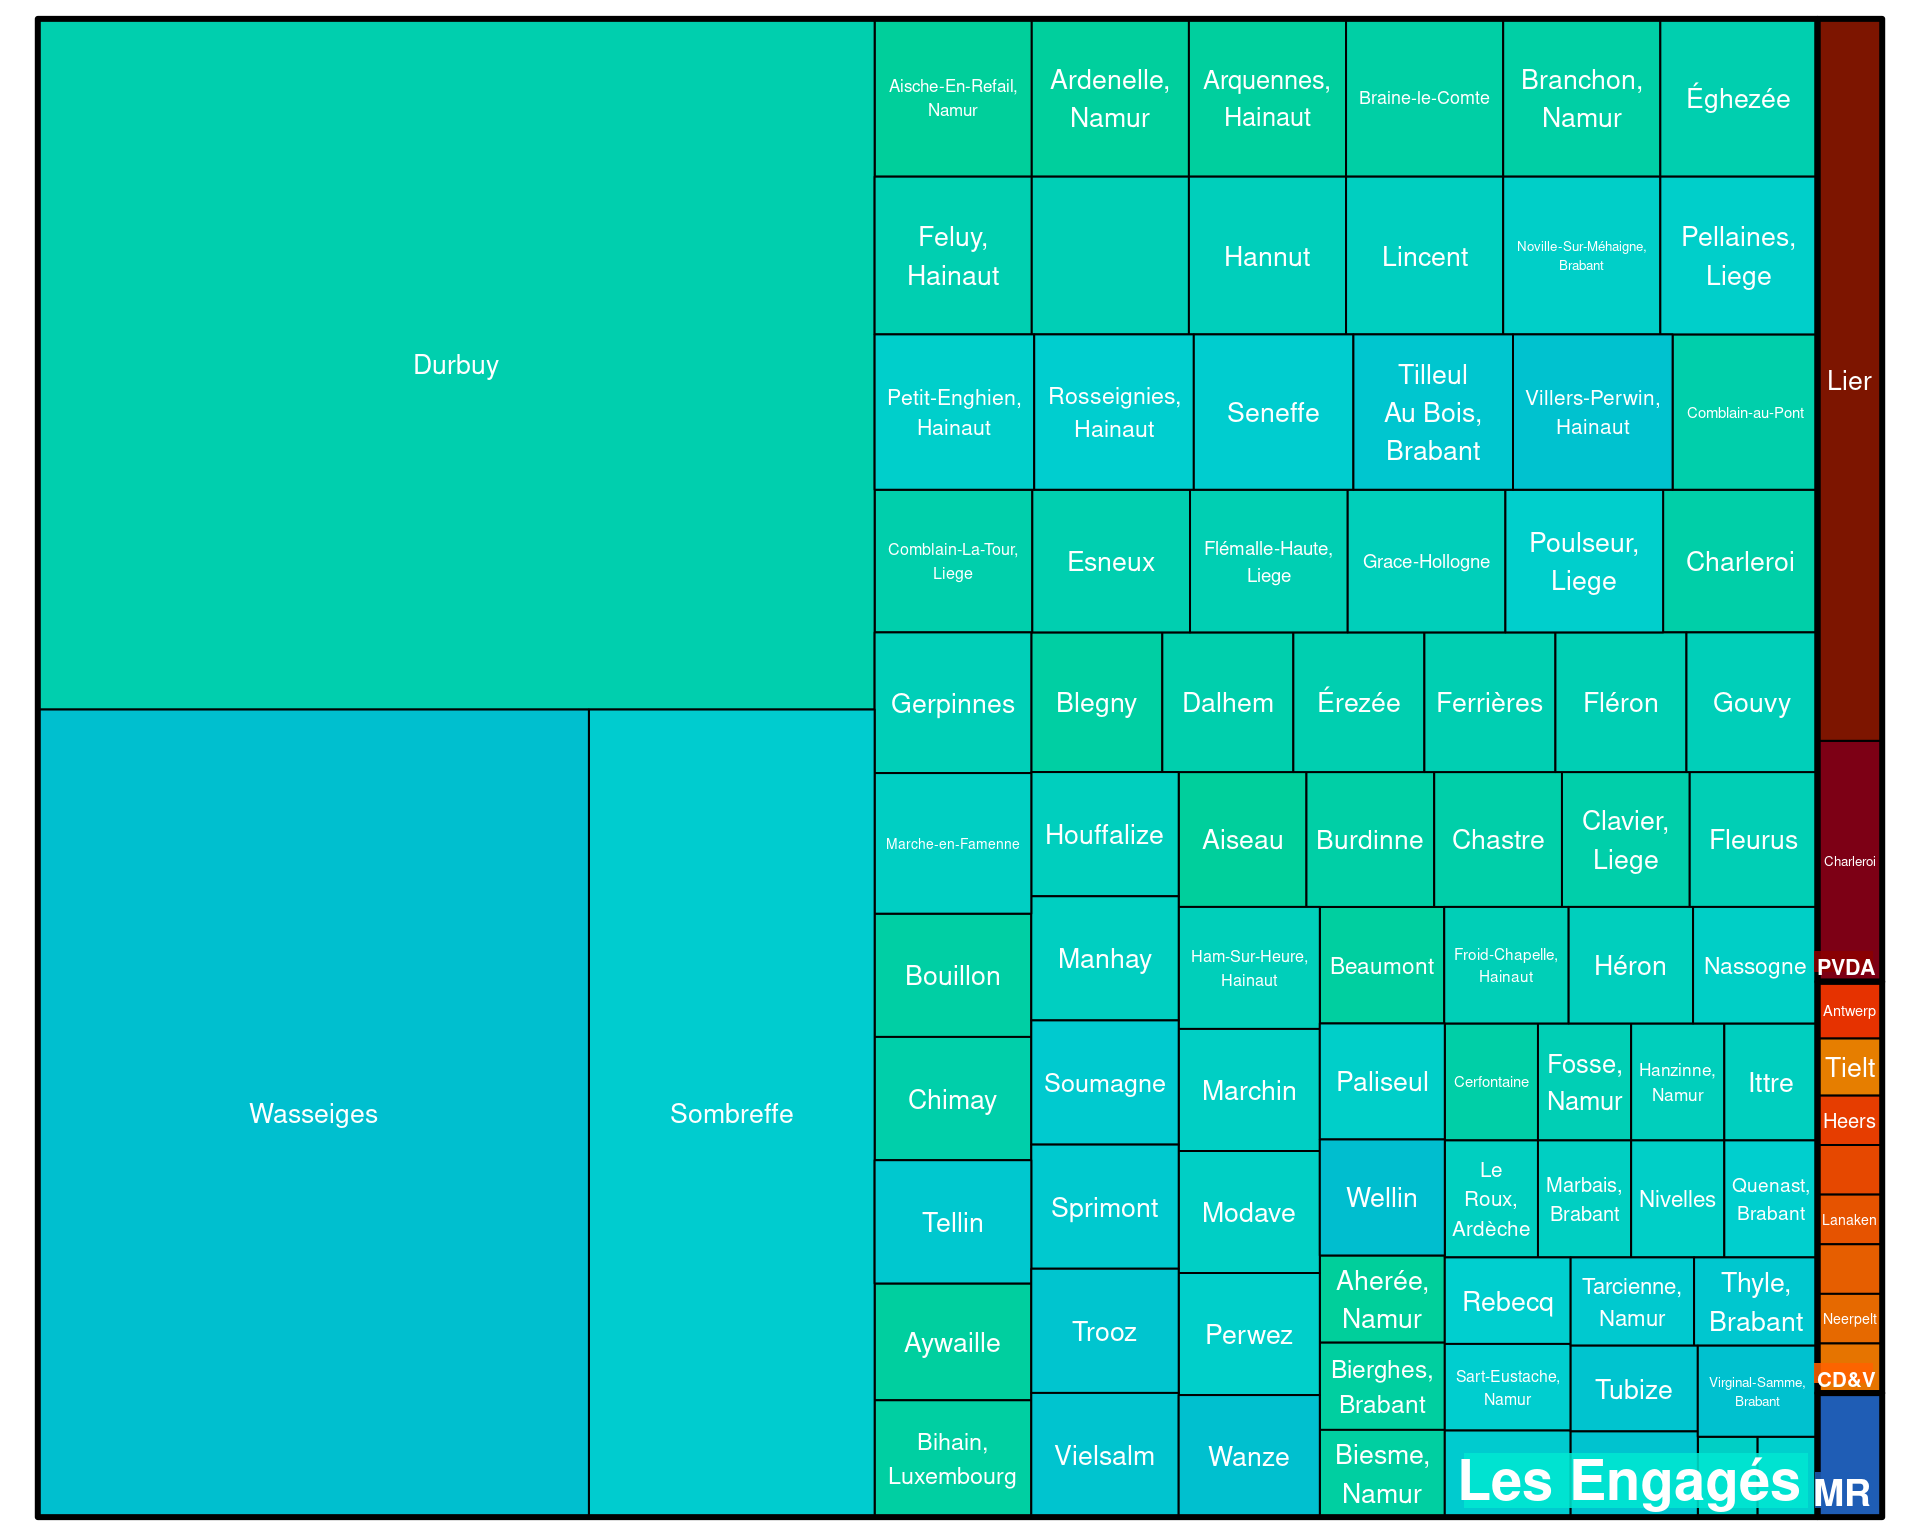 Durbuy
Wasseiges
Sombreffe
Aische-En-Refail,
Namur
Ardenelle,
Namur
Arquennes,
Hainaut
Braine-le-Comte
Branchon,
Namur
Éghezée
Feluy,
Hainaut
Hannut
Lincent
Noville-Sur-Méhaigne,
Brabant
Pellaines,
Liege
Petit-Enghien,
Hainaut
Rosseignies,
Hainaut
Seneffe
Tilleul
Au Bois,
Brabant
Villers-Perwin,
Hainaut
Comblain-au-Pont
Comblain-La-Tour,
Liege
Esneux
Flémalle-Haute,
Liege
Grace-Hollogne
Poulseur,
Liege
Charleroi
Gerpinnes
Blegny
Dalhem
Érezée
Ferrières
Fléron
Gouvy
Marche-en-Famenne
Houffalize
Aiseau
Burdinne
Chastre
Clavier,
Liege
Fleurus
Bouillon
Manhay
Ham-Sur-Heure,
Hainaut
Beaumont
Froid-Chapelle,
Hainaut
Héron
Nassogne
Chimay
Soumagne
Marchin
Paliseul
Cerfontaine
Fosse,
Namur
Hanzinne,
Namur
Ittre
Tellin
Sprimont
Modave
Wellin
Le
Roux,
Ardèche
Marbais,
Brabant
Nivelles
Quenast,
Brabant
Aywaille
Trooz
Perwez
Aherée,
Namur
Rebecq
Tarcienne,
Namur
Thyle,
Brabant
Bierghes,
Brabant
Sart-Eustache,
Namur
Tubize
Virginal-Samme,
Brabant
Bihain,
Luxembourg
Vielsalm
Wanze
Biesme,
Namur
Les Engagés
Lier
Charleroi
PVDA
Antwerp
Tielt
Heers
Lanaken
Neerpelt
CD&V
MR